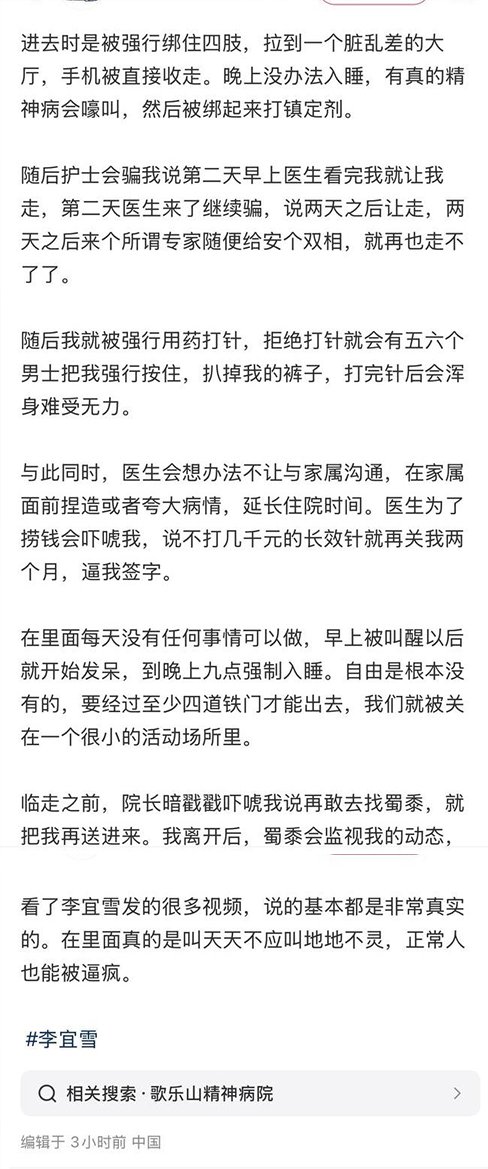 进去时是被强行绑住四肢，拉到一个脏乱差的大
厅，手机被直接收走。晚上没办法入睡，有真的精
神病会嚎叫，然后被绑起来打镇定剂。
随后护士会骗我说第二天早上医生看完我就让我
走，第二天医生来了继续骗，说两天之后让走，两
天之后来个所谓专家随便给安个双相，就再也走不
了了。
随后我就被强行用药打针，拒绝打针就会有五六个
男士把我强行按住，扒掉我的裤子，打完针后会浑
身难受无力。
与此同时，医生会想办法不让与家属沟通，在家属
面前捏造或者夸大病情，延长住院时间。医生为了
捞钱会吓唬我，说不打几千元的长效针就再关我两
个月，逼我签字。
在里面每天没有任何事情可以做，早上被叫醒以后
就开始发呆，到晚上九点强制入睡。自由是根本没
有的，要经过至少四道铁门才能出去，我们就被关
在一个很小的活动场所里。
临走之前，院长暗戳戳吓唬我说再敢去找蜀黍，就
把我再送进来。我离开后，蜀黍会监视我的动态，
看了李宜雪发的很多视频，说的基本都是非常真实
的。在里面真的是叫天天不应叫地地不灵，正常人
也能被逼疯。
#李宜雪
相关搜索·歌乐山精神病院
编辑于 3小时前 中国